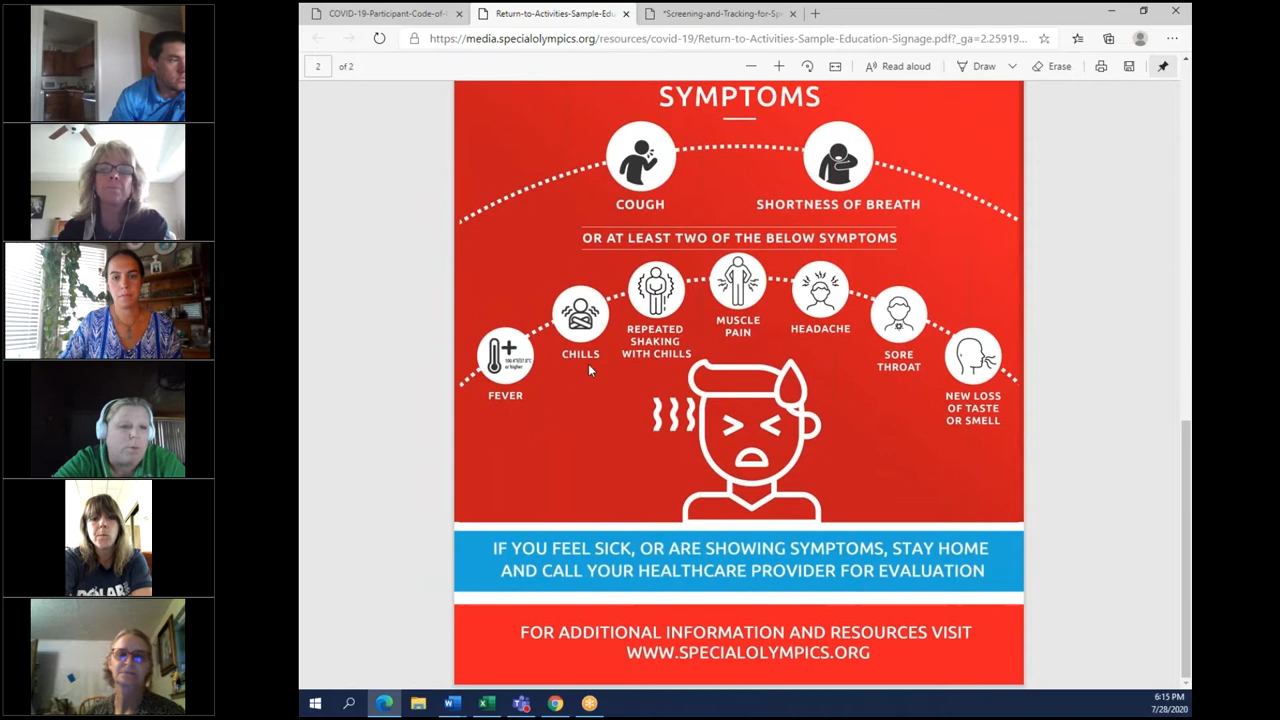 COVID-19-Participant-Code-of-
Return-to-Activities-Sample-Edu
*Screening-and-Tracking-for-Sp
https://media.specialolympics.org/resources/covid-19/Return-to-Activities-Sample-Education-Signage.pdf?_ga=2.25919...
2 of 2
Read aloud
Draw
Erase
SYMPTOMS
COUGH
SHORTNESS OF BREATH
OR AT LEAST TWO OF THE BELOW SYMPTOMS
FEVER
CHILLS
REPEATED
SHAKING
WITH CHILLS
MUSCLE
PAIN
HEADACHE
SORE
THROAT
NEW LOSS
OF TASTE
OR SMELL
or higher
IF YOU FEEL SICK, OR ARE SHOWING SYMPTOMS, STAY HOME
AND CALL YOUR HEALTHCARE PROVIDER FOR EVALUATION
FOR ADDITIONAL INFORMATION AND RESOURCES VISIT
WWW.SPECIALOLYMPICS.ORG
POLAR
6:15 PM
7/28/2020